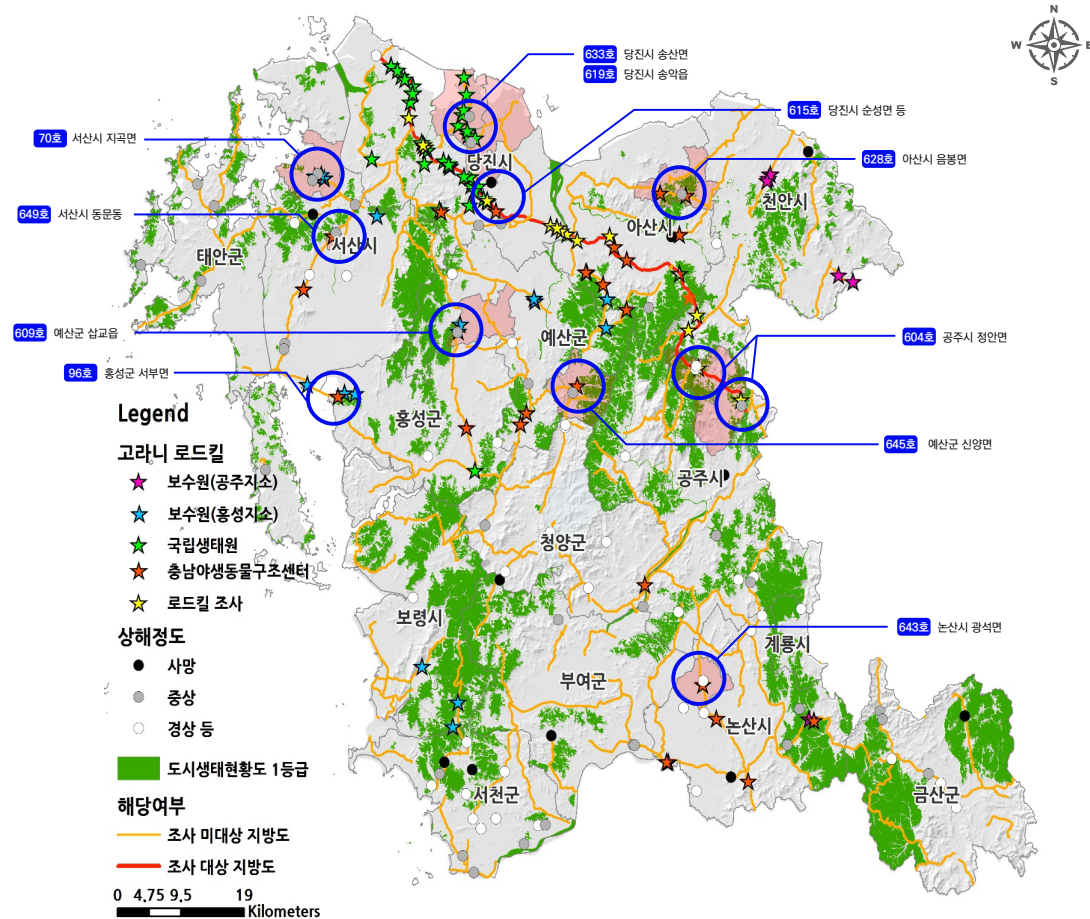 N
W
E
S
633호 당진시 송산면
619호 당진시 송악읍
615호 당진시 순성면 등
70호 서산시 지곡면
628호 아산시 음봉면
당진시
천안시
649호 서산시 동문동
아산시
서산시
태안군
609호 예산군 삽교읍
예산군
604호 공주시 정안면
96호 홍성군 서부면
홍성군
645호 예산군 신양면
공주시
청양군
보령시
643호 논산시 광석면
계룡시
부여군
논산시
서천군
금산군
Legend
고라니 로드킬
보수원(공주지소)
보수원(홍성지소)
국립생태원
충남야생동물구조센터
로드킬 조사
상해정도
사망
중상
경상 등
도시생태현황도 1등급
해당여부
조사 미대상 지방도
조사 대상 지방도
0 4.75 9.5 19
Kilometers